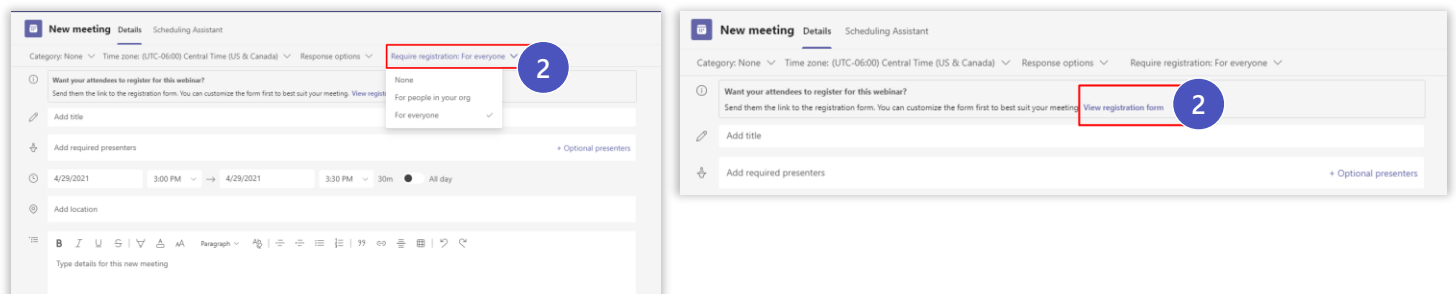 New meeting Details Scheduling Assistant
Category: None Time zone: (UTC-06:00) Central Time (US & Canada) Response options Require registration: For everyone
2
None
For people in your org
For everyone
Want your attendees to register for this webinar?
Send them the link to the registration form. You can customize the form first to best suit your meeting. View regist
Add title
Add required presenters + Optional presenters
4/29/2021 3:00 PM → 4/29/2021 3:30 PM 30m All day
Add location
B I U S A AA Paragraph
Type details for this new meeting
New meeting Details Scheduling Assistant
Category: None Time zone: (UTC-06:00) Central Time (US & Canada) Response options Require registration: For everyone
Want your attendees to register for this webinar?
Send them the link to the registration form. You can customize the form first to best suit your meeting. View registration form
2
Add title
Add required presenters + Optional presenters